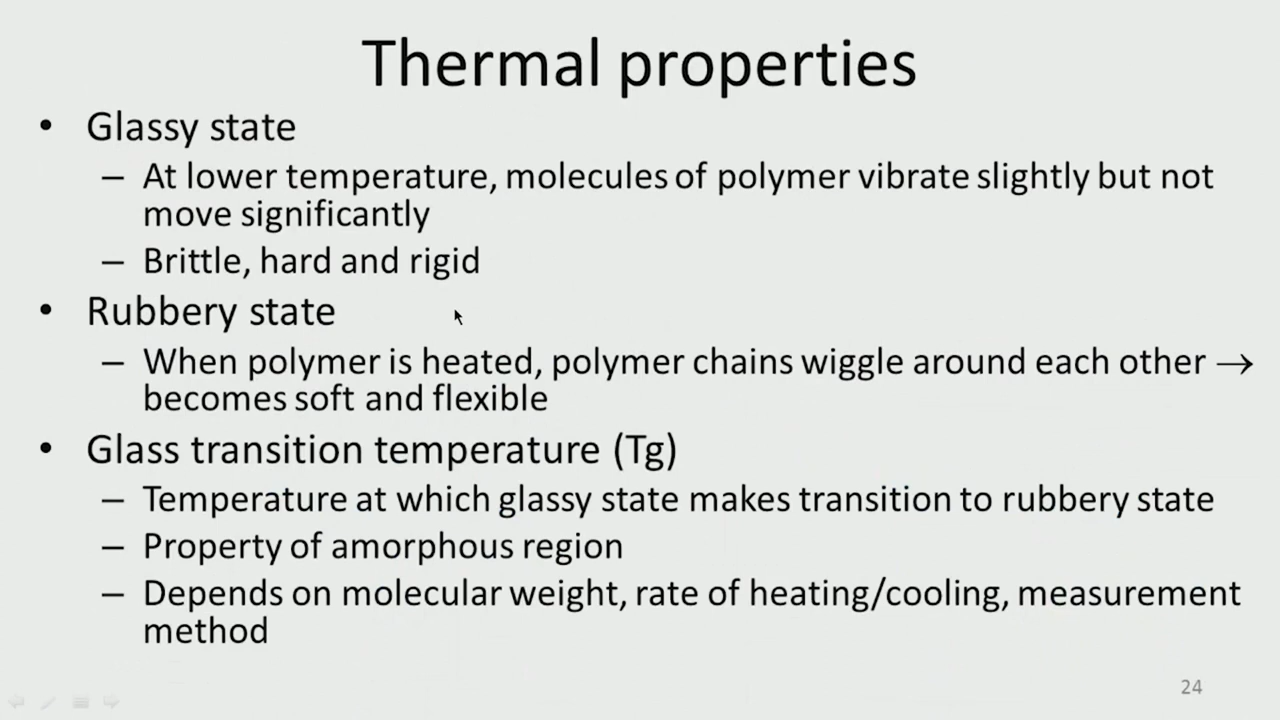 Thermal properties
• Glassy state
– At lower temperature, molecules of polymer vibrate slightly but not
move significantly
– Brittle, hard and rigid
• Rubbery state
– When polymer is heated, polymer chains wiggle around each other →
becomes soft and flexible
• Glass transition temperature (Tg)
– Temperature at which glassy state makes transition to rubbery state
– Property of amorphous region
– Depends on molecular weight, rate of heating/cooling, measurement
method
24